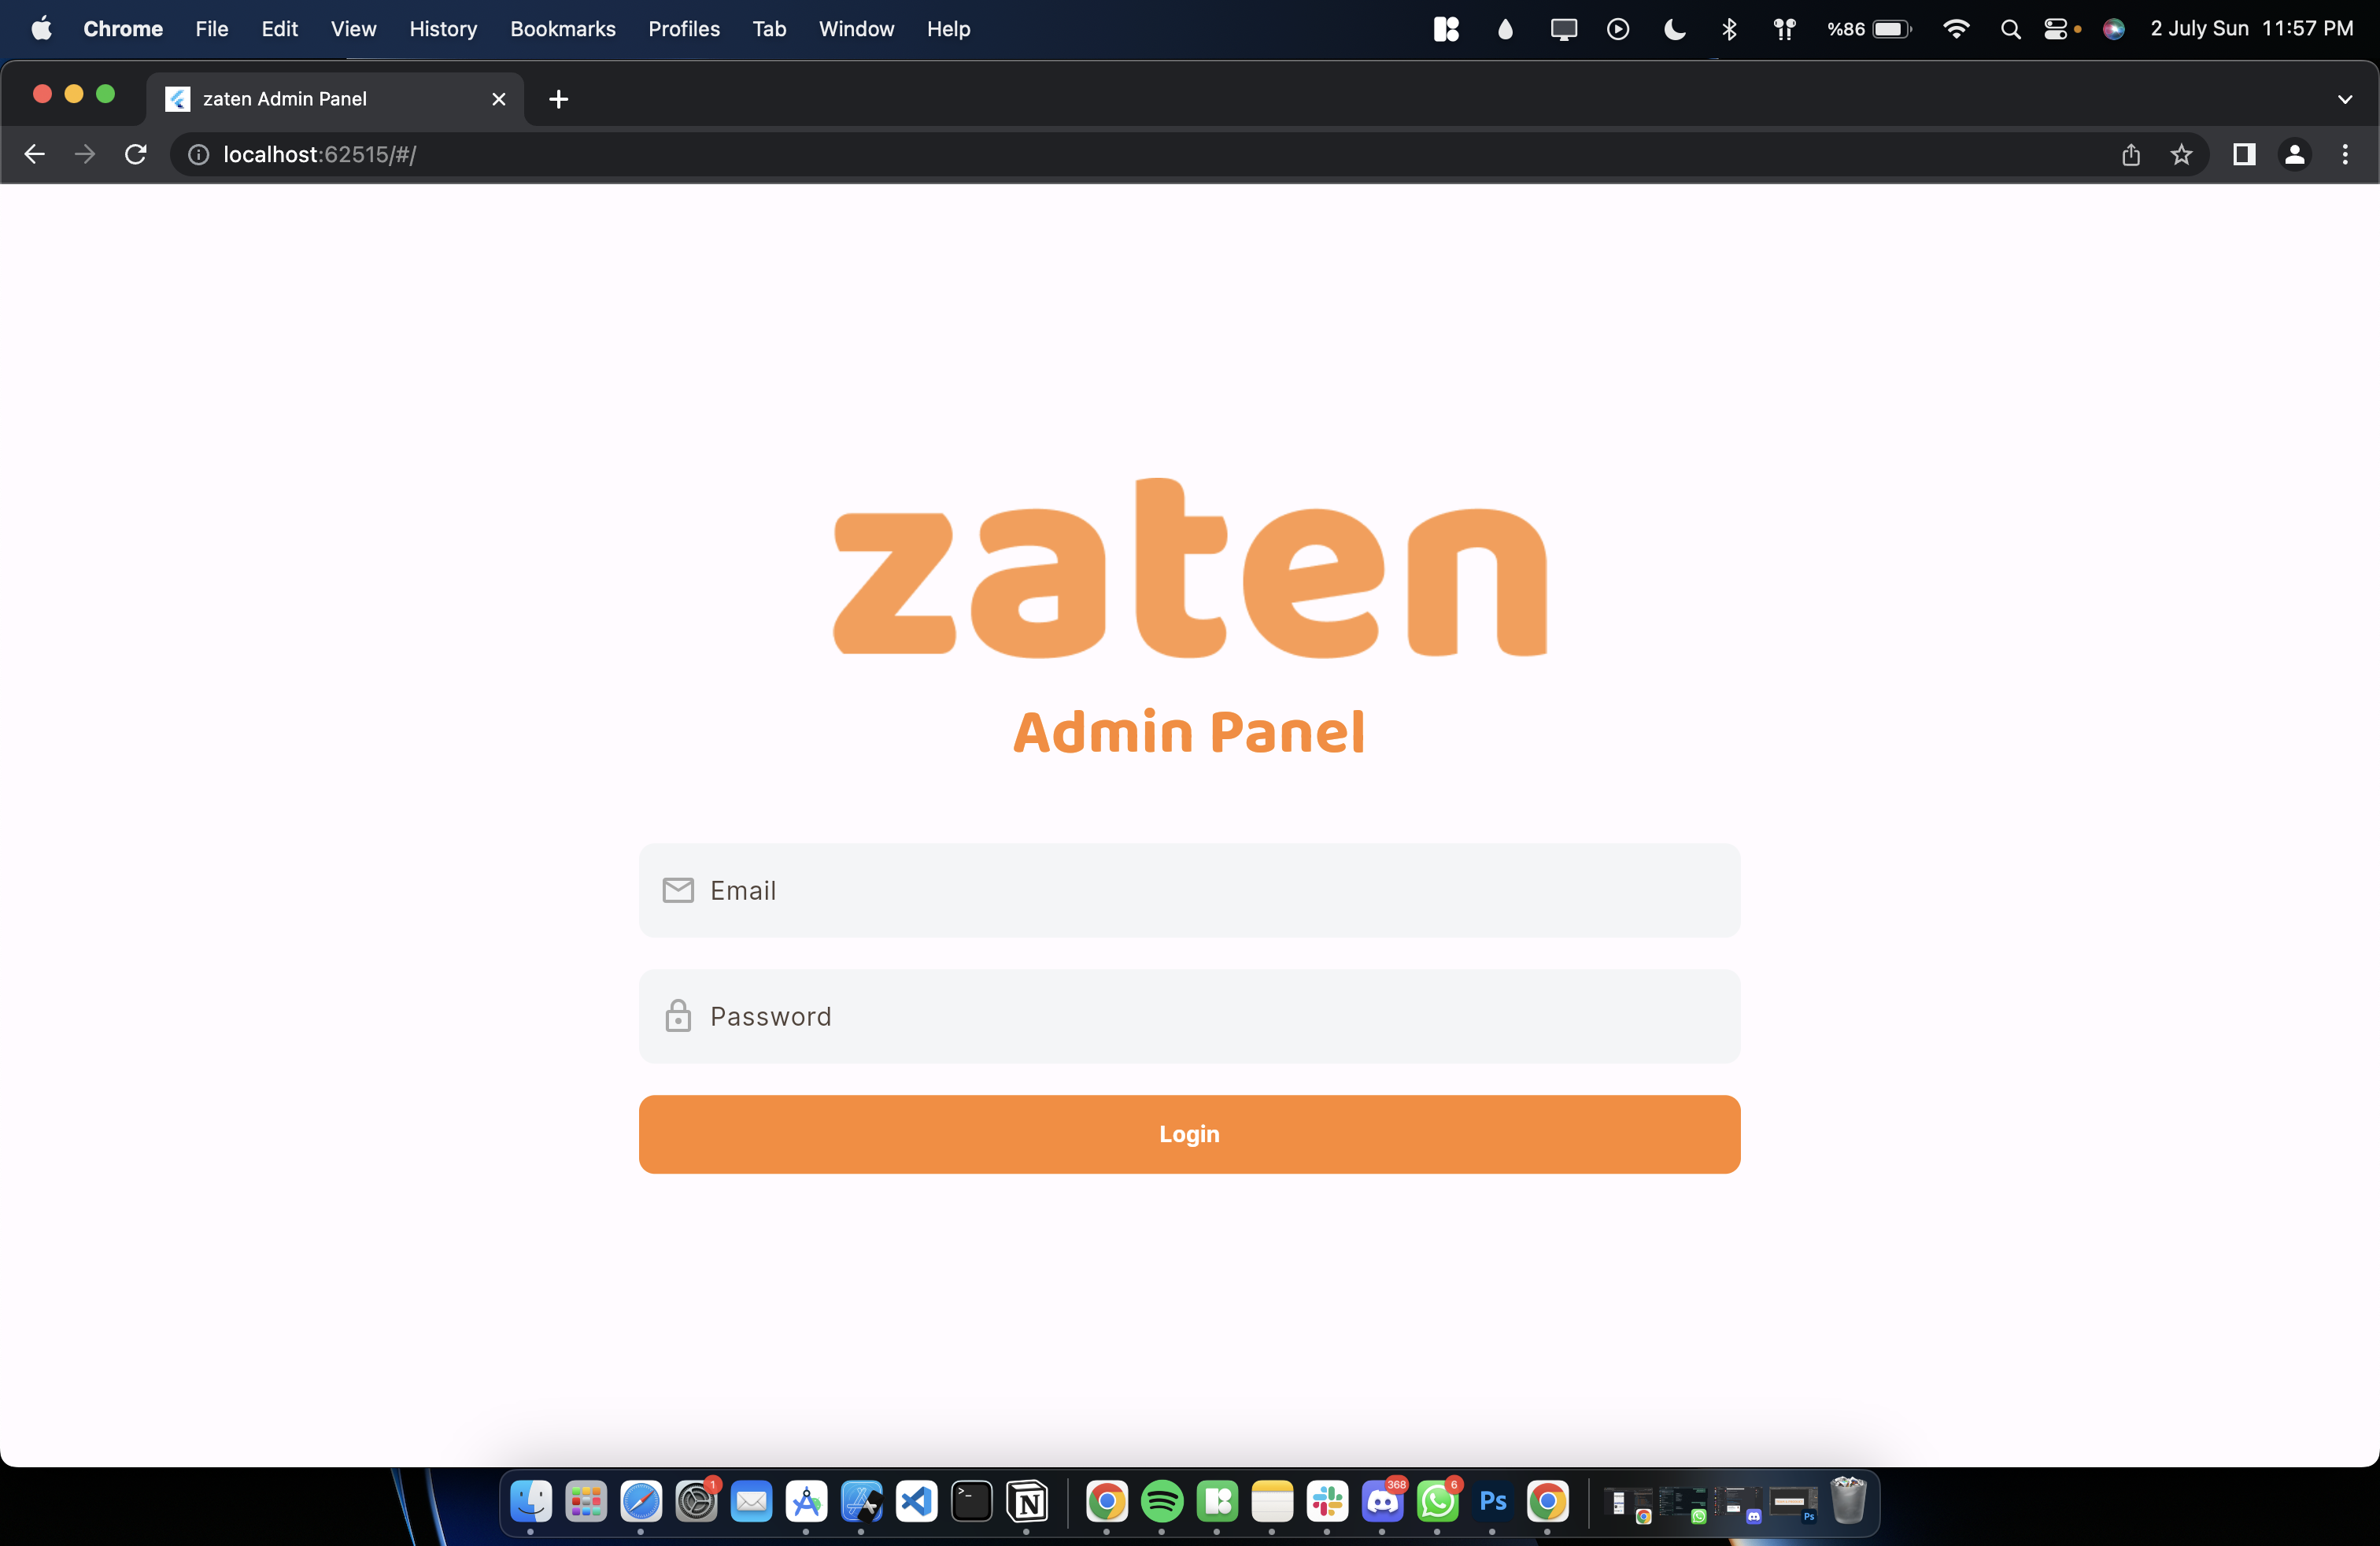 Chrome File Edit View History Bookmarks Profiles Tab Window Help %86 2 July Sun 11:57 PM
zaten Admin Panel
localhost:62515/#/
zaten
Admin Panel
Email
Password
Login
1 368 6
>_ N Ps Ps